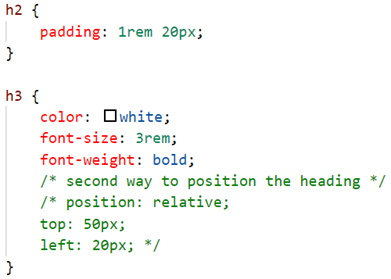 h2 {
padding: 1rem 20px;
}
h3 {
color: white;
font-size: 3rem;
font-weight: bold;
/* second way to position the heading */
/* position: relative;
top: 50px;
left: 20px; */
}